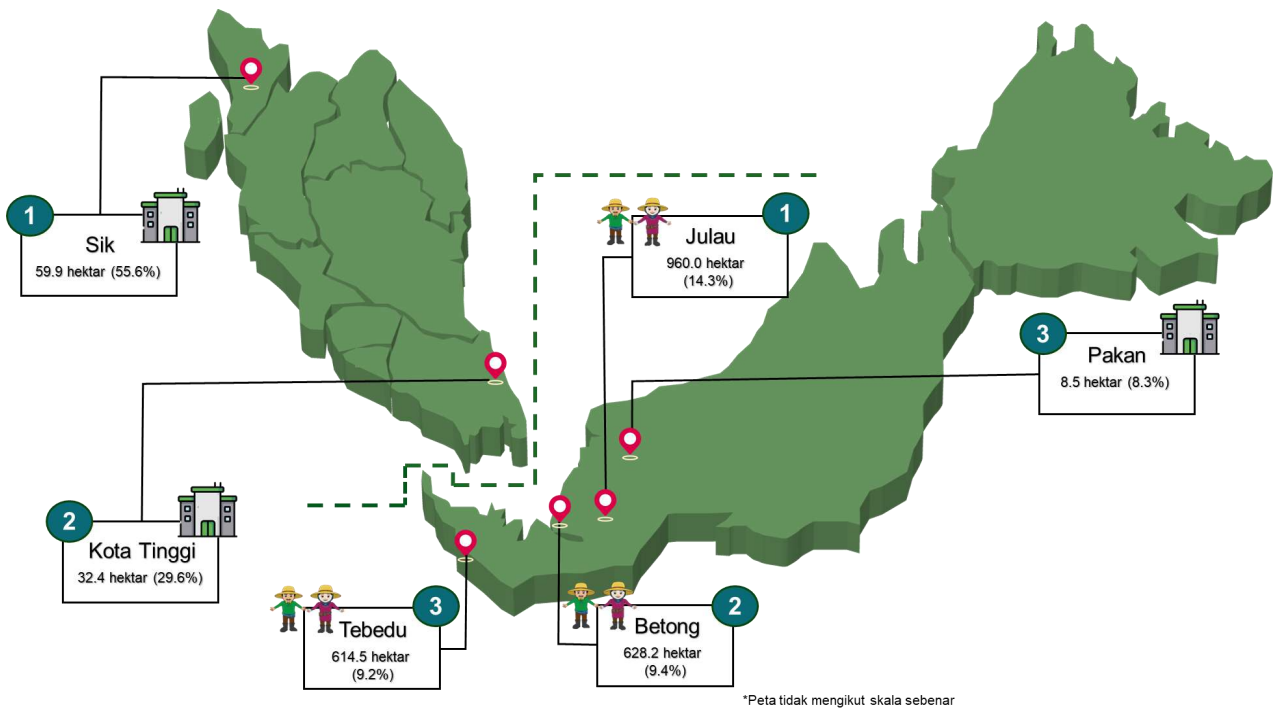 1
Sik
59.9 hektar (55.6%)
1
Julau
960.0 hektar
(14.3%)
3
Pakan
8.5 hektar (8.3%)
2
Kota Tinggi
32.4 hektar (29.6%)
3
Tebedu
614.5 hektar
(9.2%)
2
Betong
628.2 hektar
(9.4%)
*Peta tidak mengikut skala sebenar